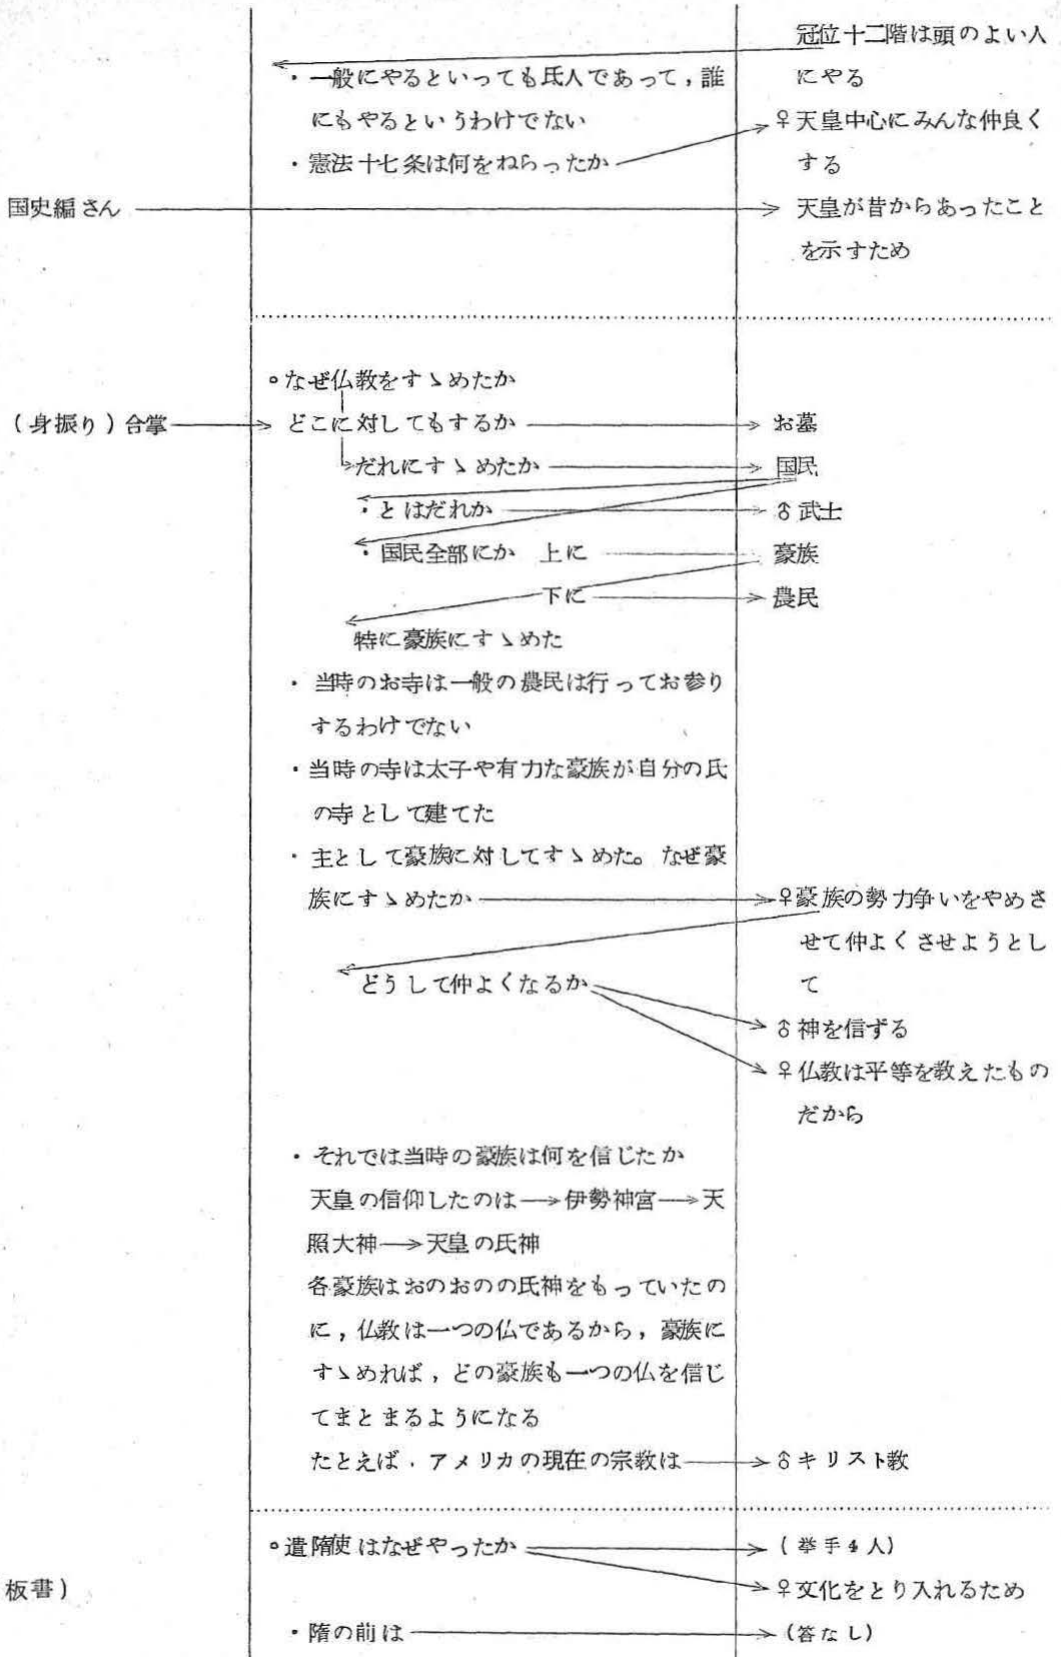 冠位十二階は頭のよい人
・一般にやるといっても氏人であって,誰
にやる
にもやるというわけでない
♀天皇中心にみんな仲良く
・憲法十七条は何をねらったか
する
国史編さん
天皇が昔からあったこと
を示すため
○なぜ仏教をすゝめたか
(身振り)合掌
どこに対してもするか
お墓
だれにすゝめたか
国民
・とはだれか
♂武士
・国民全部にか 上に
豪族
下に
農民
特に豪族にすゝめた
・当時のお寺は一般の農民は行ってお参り
するわけでない
・当時の寺は太子や有力な豪族が自分の氏
の寺として建てた
・主として豪族に対してすゝめた。なぜ豪
族にすゝめたか
♀豪族の勢力争いをやめさ
せて仲よくさせようとし
て
どうして仲よくなるか
♂神を信ずる
♀仏教は平等を教えたもの
だから
・それでは当時の豪族は何を信じたか
天皇の信仰したのは→伊勢神宮→天
照大神→天皇の氏神
各豪族はおのおのの氏神をもっていたの
に,仏教は一つの仏であるから,豪族に
すゝめれば,どの豪族も一つの仏を信じ
てまとまるようになる
たとえば.アメリカの現在の宗教は
♂キリスト教
○遣隋使はなぜやったか
(挙手4人)
板書)
♀文化をとり入れるため
・隋の前は
(答なし)